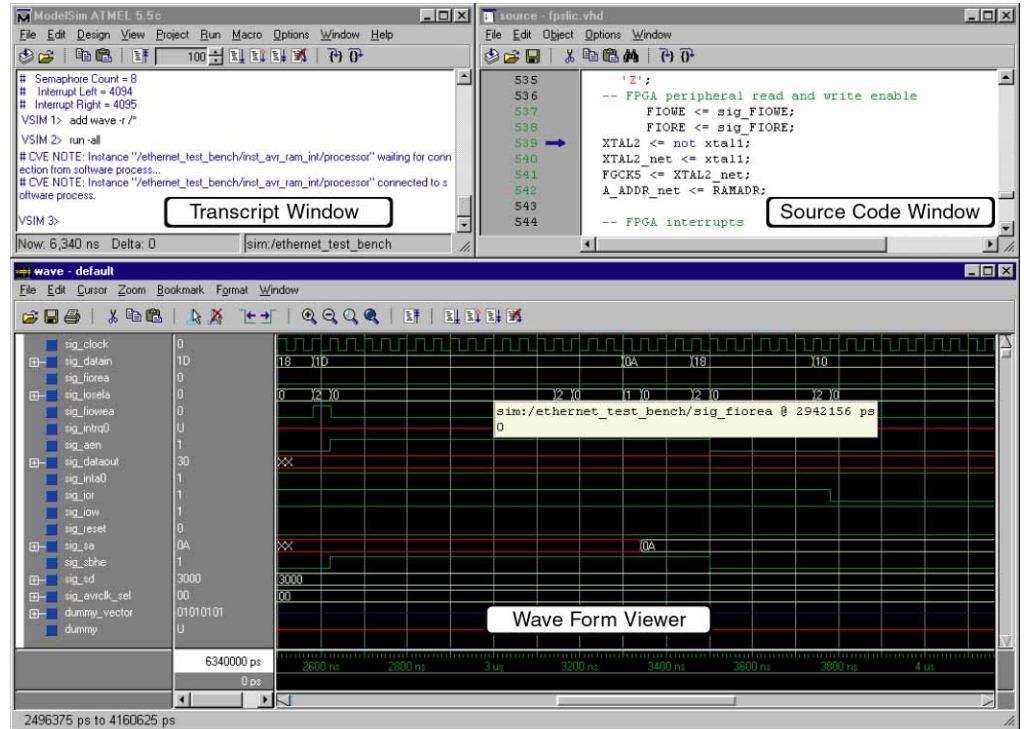 ModelSim ATMEL 5.5c
File Edit Design View Project Run Macro Options Window Help
100
# Semaphore Count = 8
# Interrupt Left = 4094
# Interrupt Right = 4095
VSIM 1> add wave -r /*
VSIM 2> run -all
# CVE NOTE: Instance "/ethernet_test_bench/inst_avr_ram_int/processor" waiting for conn
ection from software process...
# CVE NOTE: Instance "/ethernet_test_bench/inst_avr_ram_int/processor" connected to s
oftware process.
VSIM 3>
Transcript Window
Now: 6,340 ns Delta: 0 sim:/ethernet_test_bench
source - fpslic.vhd
File Edit Object Options Window
535 'Z';
536 -- FPGA peripheral read and write enable
537 FIOWE <= sig_FIOWE;
538 FIORE <= sig_FIORE;
539 XTAL2 <= not xtal1;
540 XTAL2_net <= xtal1;
541 FGCK5 <= XTAL2_net;
542 A_ADDR_net <= RAMADR;
543
544 -- FPGA interrupts
Source Code Window
wave - default
File Edit Cursor Zoom Bookmark Format Window
sig_clock 0
sig_datain 1D 18 1D 0A 18 10
sig_fiorea 0
sig_iosela 0 0 2 0 2 0 1 0 2 0 2 0
sig_fiowea 0
sim:/ethernet_test_bench/sig_fiorea @ 2942156 ps
0
sig_intrq0 U
sig_aen 1
sig_dataout 30 XX
sig_inta0 1
sig_ior 1
sig_iow 1
sig_reset 0
sig_sa 0A XX 0A
sig_sbhe 1
sig_sd 3000 3000
sig_avrclk_sel 00 00
dummy_vector 01010101
dummy U
Wave Form Viewer
6340000 ps
2600 ns 2800 ns 3 us 3200 ns 3400 ns 3600 ns 3800 ns 4 us
0 ps
2496375 ps to 4160625 ps